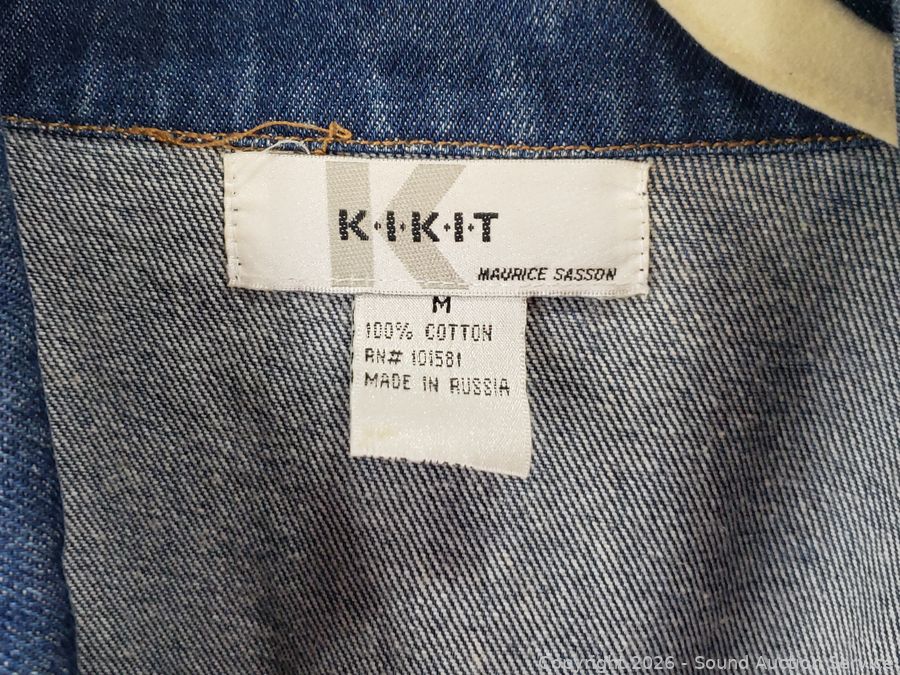 K
K·I·K·I·T
MAURICE SASSON
M
100% COTTON
RN# 101581
MADE IN RUSSIA
Copyright 2026 - Sound Auction Service